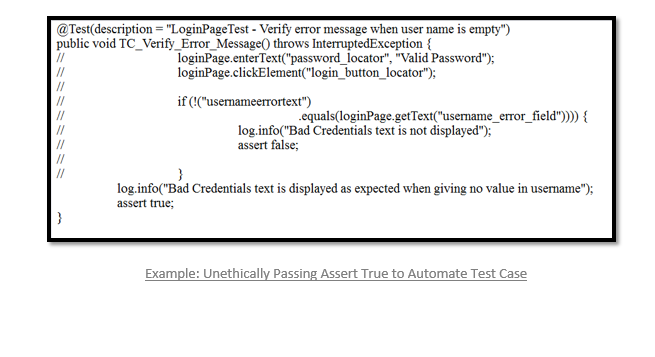 @Test(description = "LoginPageTest - Verify error message when user name is empty")
public void TC_Verify_Error_Message() throws InterruptedException {
// loginPage.enterText("password_locator", "Valid Password");
// loginPage.clickElement("login_button_locator");
//
// if (!("usernameerrortext")
// .equals(loginPage.getText("username_error_field")))) {
// log.info("Bad Credentials text is not displayed");
// assert false;
//
// }
log.info("Bad Credentials text is displayed as expected when giving no value in username");
assert true;
}
Example: Unethically Passing Assert True to Automate Test Case